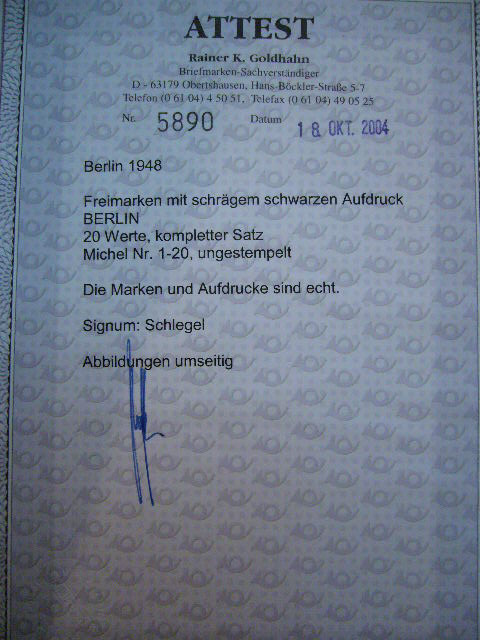 ATTEST
Rainer K. Goldhahn
Briefmarken-Sachverständiger
D - 63179 Obertshausen, Hans-Böckler-Straße 5-7
Telefon (0 61 04) 4 50 51, Telefax (0 61 04) 49 05 25
Nr. 5890 Datum 18 OKT. 2004
Berlin 1948
Freimarken mit schrägem schwarzen Aufdruck
BERLIN
20 Werte, kompletter Satz
Michel Nr. 1-20, ungestempelt
Die Marken und Aufdrucke sind echt.
Signum: Schlegel
Abbildungen umseitig